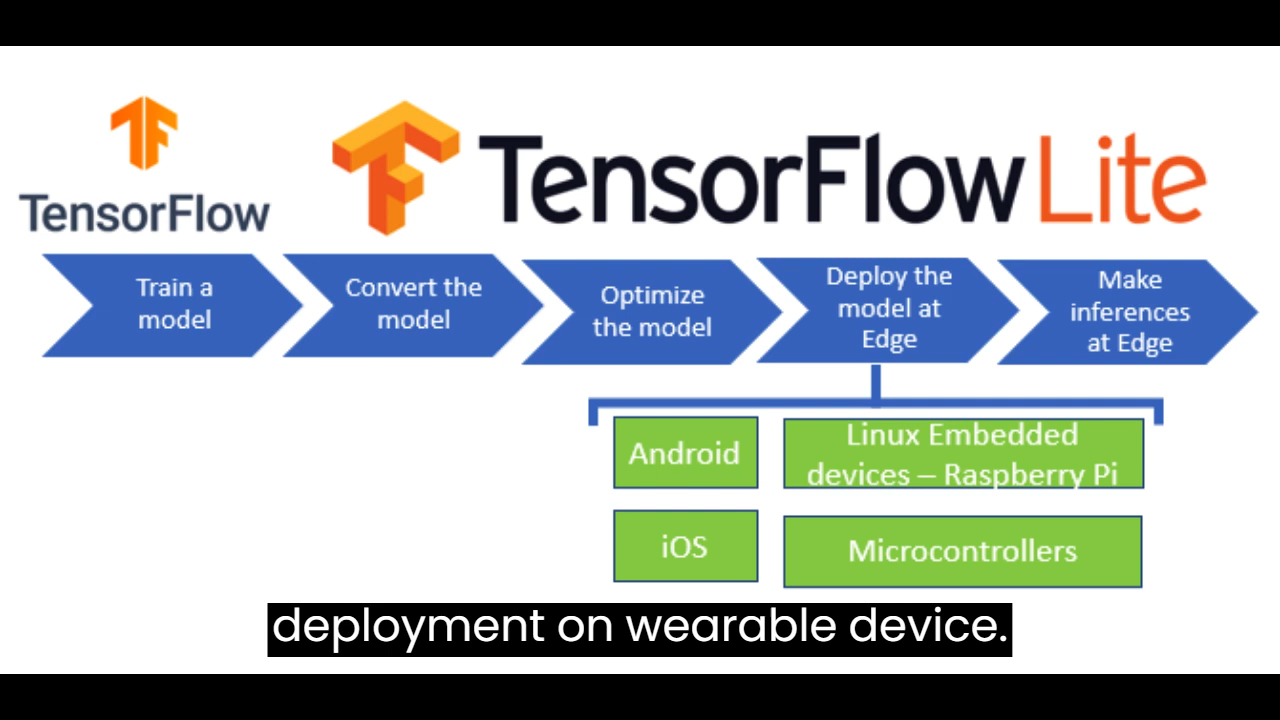 TensorFlow
TensorFlow Lite
Train a
model
Convert the
model
Optimize
the model
Deploy the
model at
Edge
Make
inferences
at Edge
Android
Linux Embedded
devices – Raspberry Pi
iOS
Microcontrollers
deployment on wearable device.